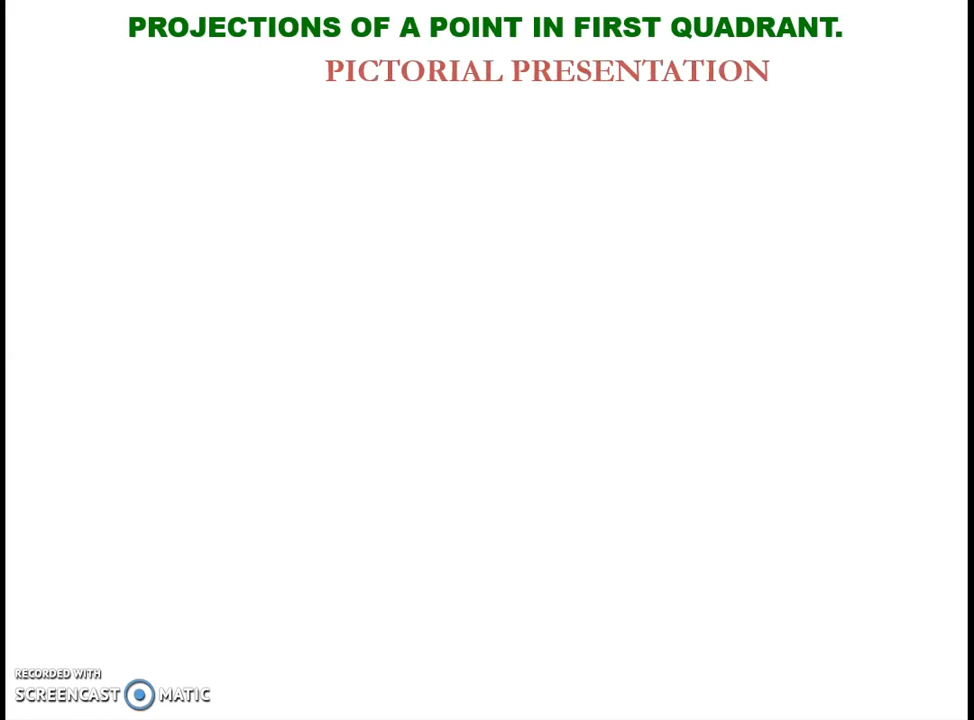 PROJECTIONS OF A POINT IN FIRST QUADRANT.
PICTORIAL PRESENTATION
RECORDED WITH
SCREENCAST MATIC